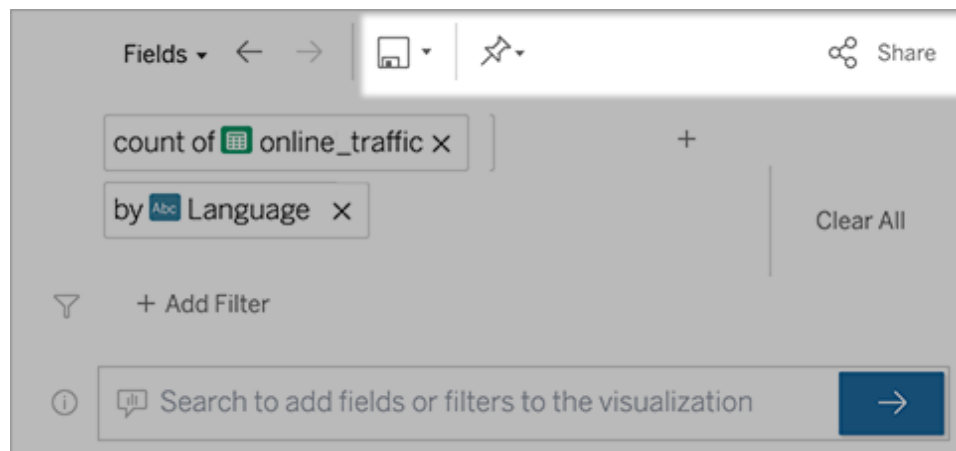 Fields Share
count of online_traffic ×
by Abc Language ×
Clear All
+ Add Filter
Search to add fields or filters to the visualization